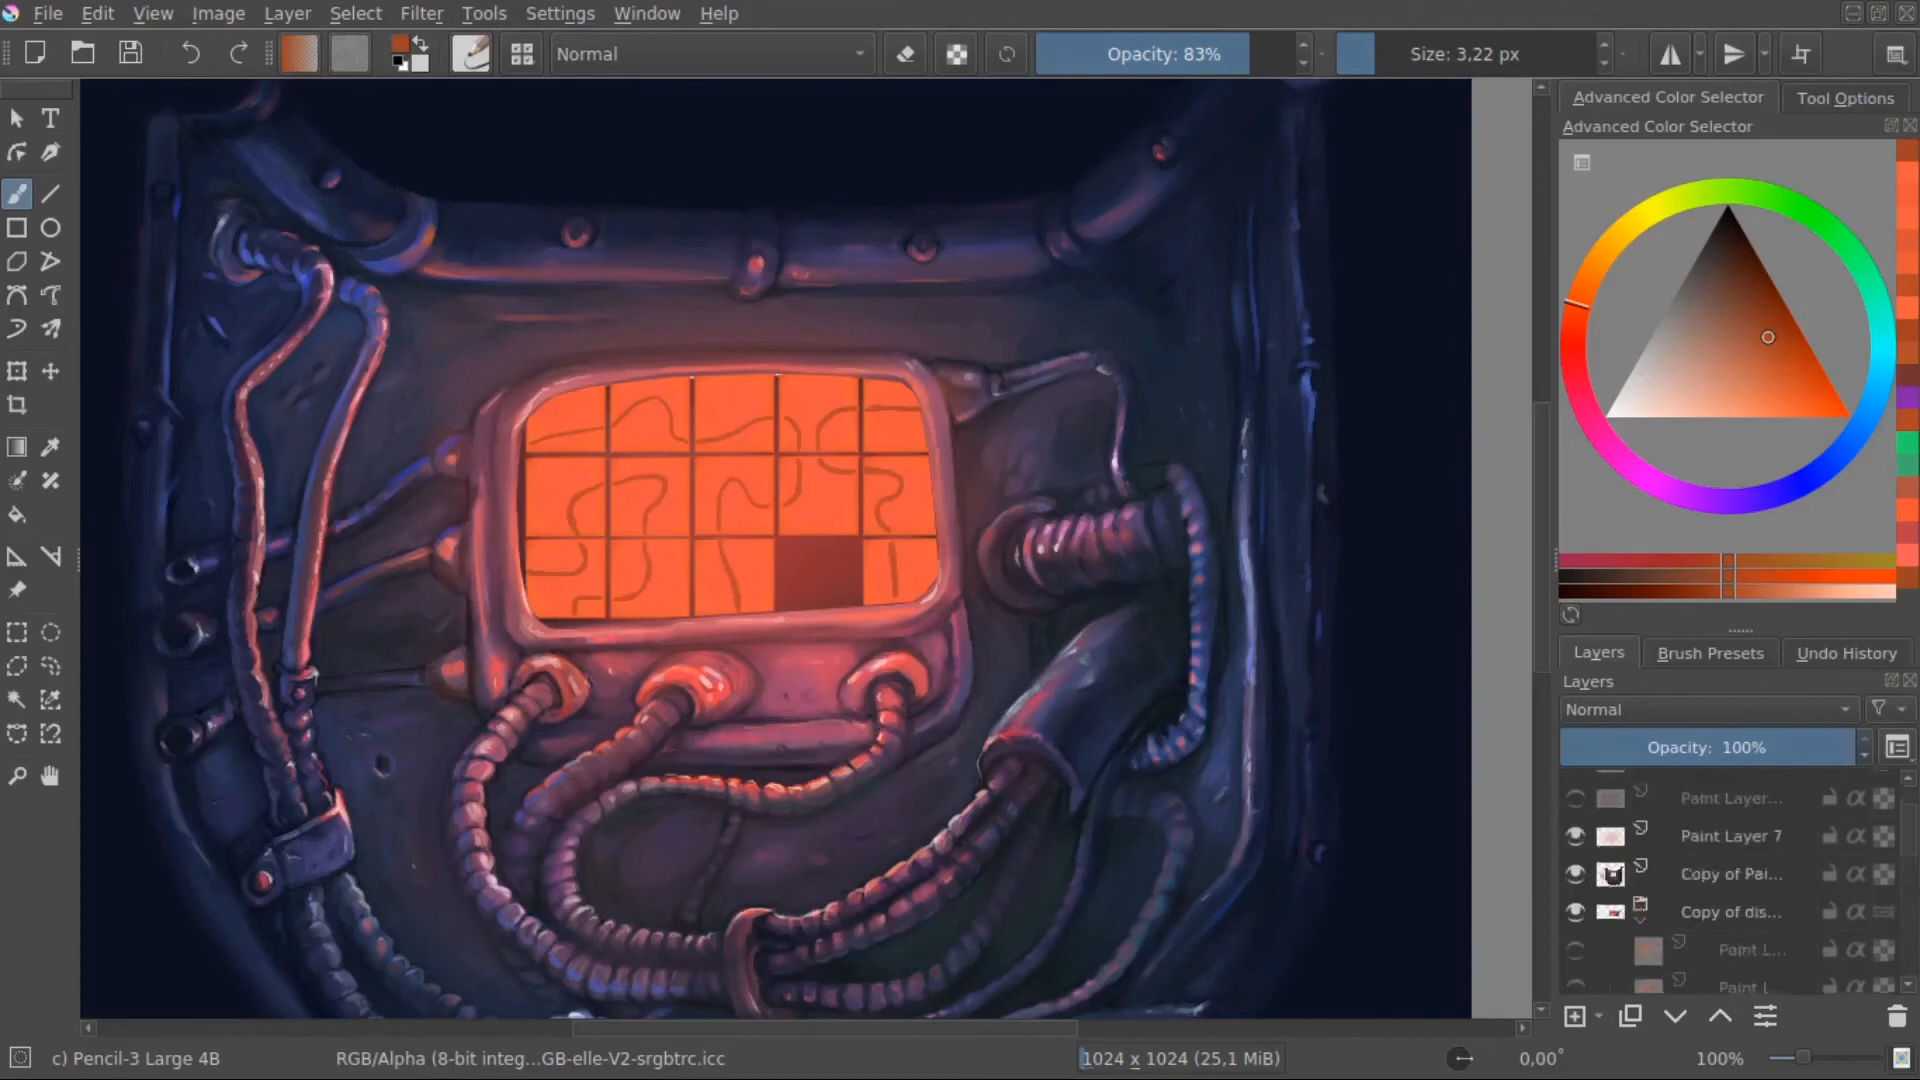 File Edit View Image Layer Select Filter Tools Settings Window Help
Normal Opacity: 83% Size: 3,22 px
Advanced Color Selector Tool Options
Advanced Color Selector
Layers Brush Presets Undo History
Layers
Normal
Opacity: 100%
Paint Layer...
Paint Layer 7
Copy of Pai...
Copy of dis...
Paint L...
Paint L...
c) Pencil-3 Large 4B RGB/Alpha (8-bit integ...GB-elle-V2-srgbtrc.icc 1024 x 1024 (25,1 MiB) 0,00° 100%